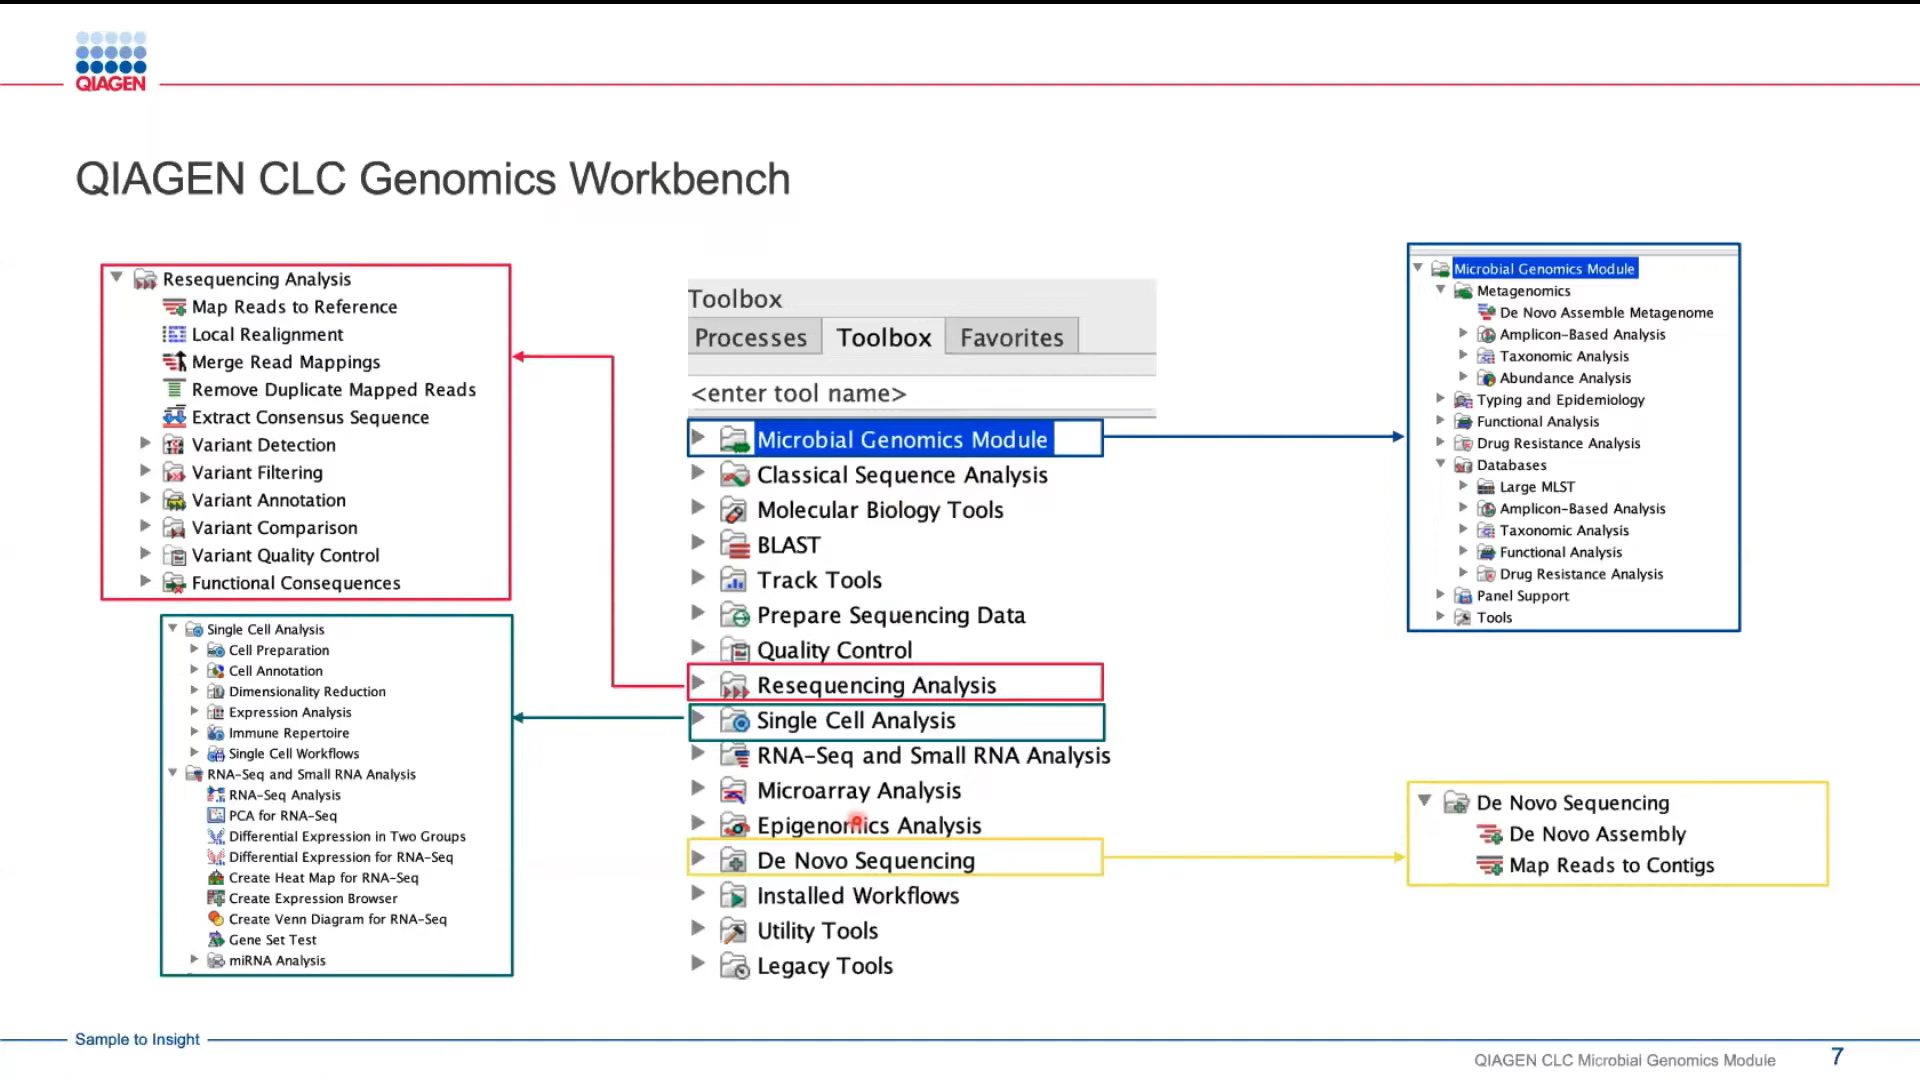 QIAGEN
QIAGEN CLC Genomics Workbench
Resequencing Analysis
Map Reads to Reference
Local Realignment
Merge Read Mappings
Remove Duplicate Mapped Reads
Extract Consensus Sequence
Variant Detection
Variant Filtering
Variant Annotation
Variant Comparison
Variant Quality Control
Functional Consequences
Single Cell Analysis
Cell Preparation
Cell Annotation
Dimensionality Reduction
Expression Analysis
Immune Repertoire
Single Cell Workflows
RNA-Seq and Small RNA Analysis
RNA-Seq Analysis
PCA for RNA-Seq
Differential Expression in Two Groups
Differential Expression for RNA-Seq
Create Heat Map for RNA-Seq
Create Expression Browser
Create Venn Diagram for RNA-Seq
Gene Set Test
miRNA Analysis
Toolbox
Processes Toolbox Favorites
<enter tool name>
Microbial Genomics Module
Classical Sequence Analysis
Molecular Biology Tools
BLAST
Track Tools
Prepare Sequencing Data
Quality Control
Resequencing Analysis
Single Cell Analysis
RNA-Seq and Small RNA Analysis
Microarray Analysis
Epigenomics Analysis
De Novo Sequencing
Installed Workflows
Utility Tools
Legacy Tools
Microbial Genomics Module
Metagenomics
De Novo Assemble Metagenome
Amplicon-Based Analysis
Taxonomic Analysis
Abundance Analysis
Typing and Epidemiology
Functional Analysis
Drug Resistance Analysis
Databases
Large MLST
Amplicon-Based Analysis
Taxonomic Analysis
Functional Analysis
Drug Resistance Analysis
Panel Support
Tools
De Novo Sequencing
De Novo Assembly
Map Reads to Contigs
Sample to Insight
QIAGEN CLC Microbial Genomics Module 7